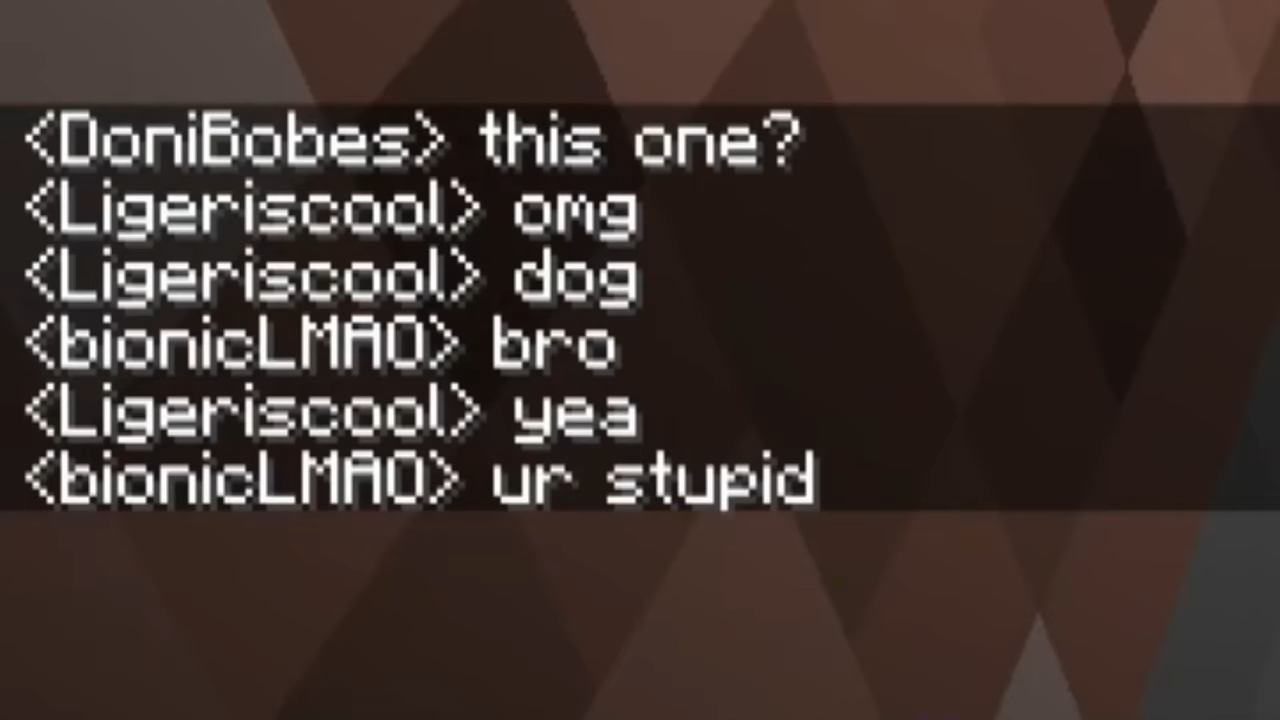 <DoniBobes> this one?
<Ligeriscool> omg
<Ligeriscool> dog
<bionicLMAO> bro
<Ligeriscool> yea
<bionicLMAO> ur stupid